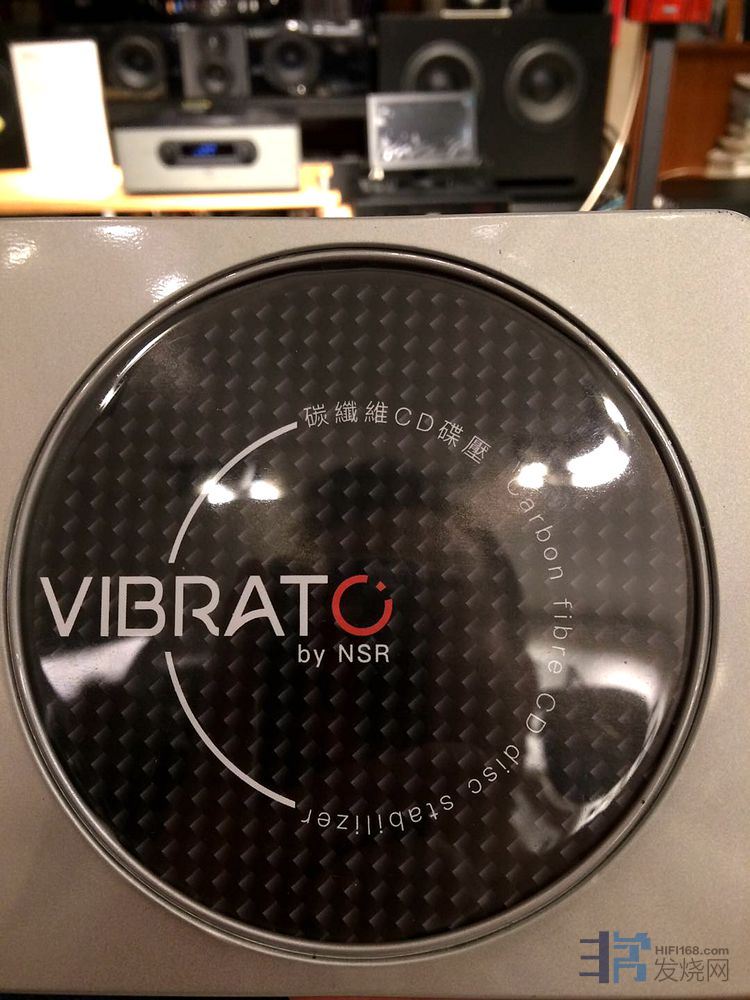 碳纖維CD碟壓
Carbon fibre CD disc stabilizer
VIBRATO
by NSR
HIFI168.com
发烧网